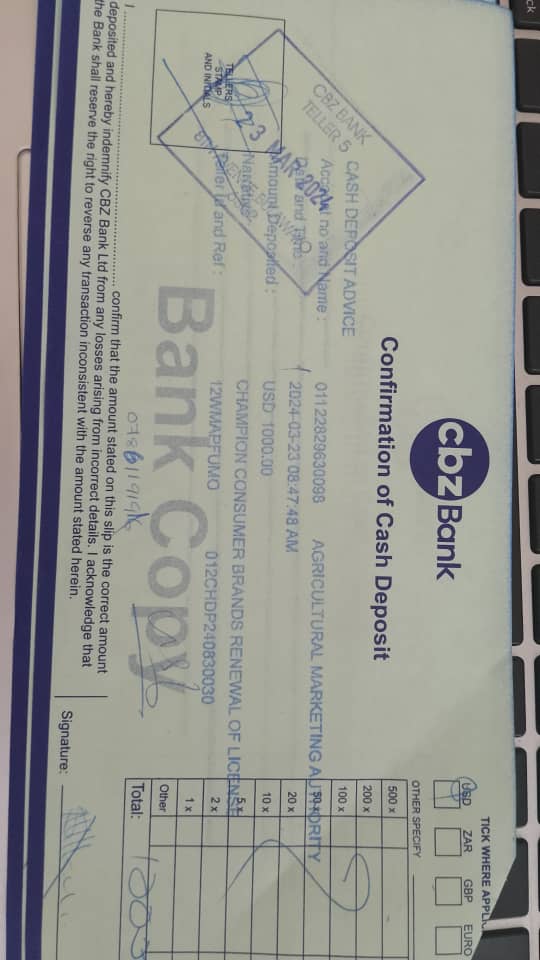 cbz Bank
Confirmation of Cash Deposit
TICK WHERE APPLI
USD ZAR GBP EURO
OTHER SPECIFY
CASH DEPOSIT ADVICE
Account no and Name : 01122829630098 AGRICULTURAL MARKETING AUTHORITY
Date and Time : 2024-03-23 08:47:48 AM
Amount Deposited : USD 1000.00
Narrative : CHAMPION CONSUMER BRANDS RENEWAL OF LICENSE
Teller Id and Ref : 12WMAPFUMO 012CHDP240830030
CBZ BANK
TELLER 5
23 MAR 2024
TELLERS
STAMP
AND INITIALS
Bank Copy
500 x
200 x
100 x
50 x
20 x
10 x
5 x
2 x
1 x
Other
Total:
I .................... confirm that the amount stated on this slip is the correct amount
deposited and hereby indemnify CBZ Bank Ltd from any losses arising from incorrect details. I acknowledge that
the Bank shall reserve the right to reverse any transaction inconsistent with the amount stated herein.
Signature: